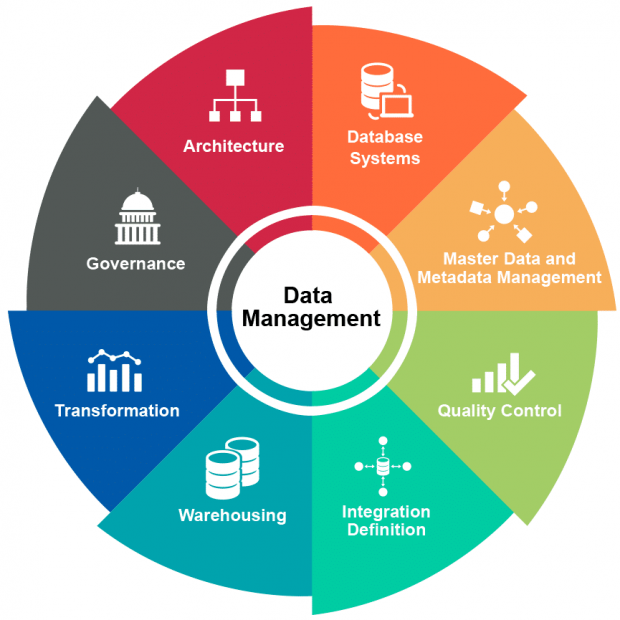 Data
Management
Architecture
Database
Systems
Master Data and
Metadata Management
Quality Control
Integration
Definition
Warehousing
Transformation
Governance